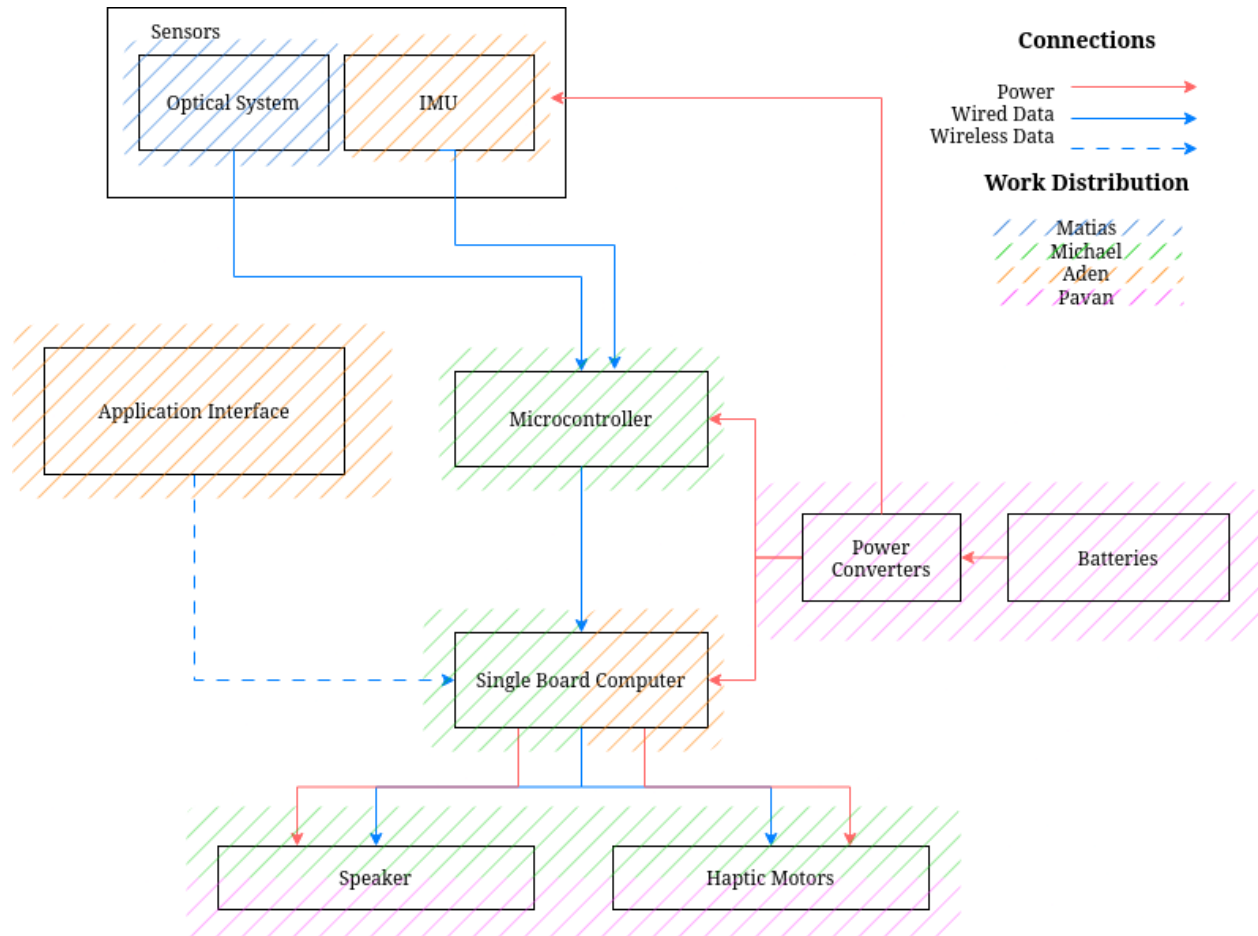 Sensors
Optical System
IMU
Connections
Power
Wired Data
Wireless Data
Work Distribution
Matias
Michael
Aden
Pavan
Application Interface
Microcontroller
Power
Converters
Batteries
Single Board Computer
Speaker
Haptic Motors